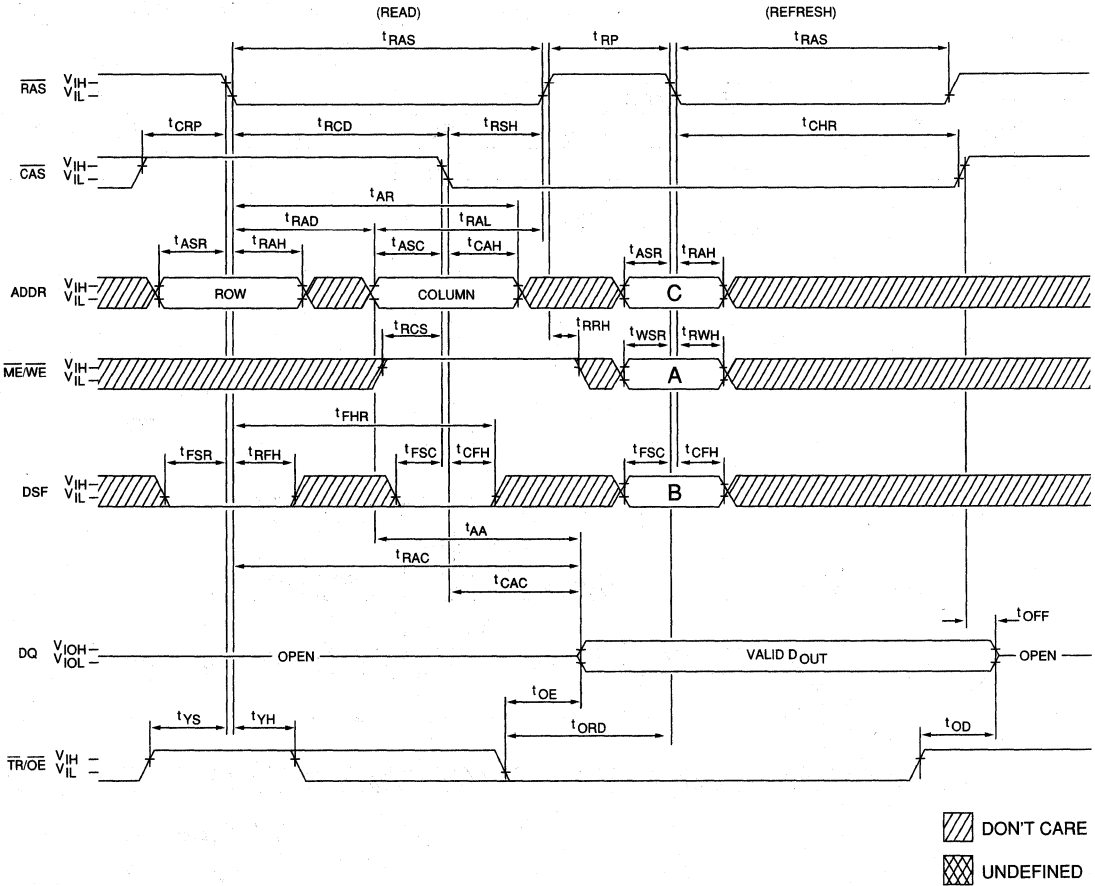 (READ) (REFRESH)
tRAS tRP tRAS
RAS VIH VIL
tCRP tRCD tRSH tCHR
CAS VIH VIL
tAR
tRAD tRAL
tASR tRAH tASC tCAH tASR tRAH
ADDR VIH VIL ROW COLUMN C
tRCS tRRH tWSR tRWH
ME/WE VIH VIL A
tFHR
tFSR tRFH tFSC tCFH tFSC tCFH
DSF VIH VIL B
tAA
tRAC
tCAC
tOFF
DQ VIOH VIOL OPEN VALID DOUT OPEN
tOE
tYS tYH tORD tOD
TR/OE VIH VIL
DON'T CARE
UNDEFINED